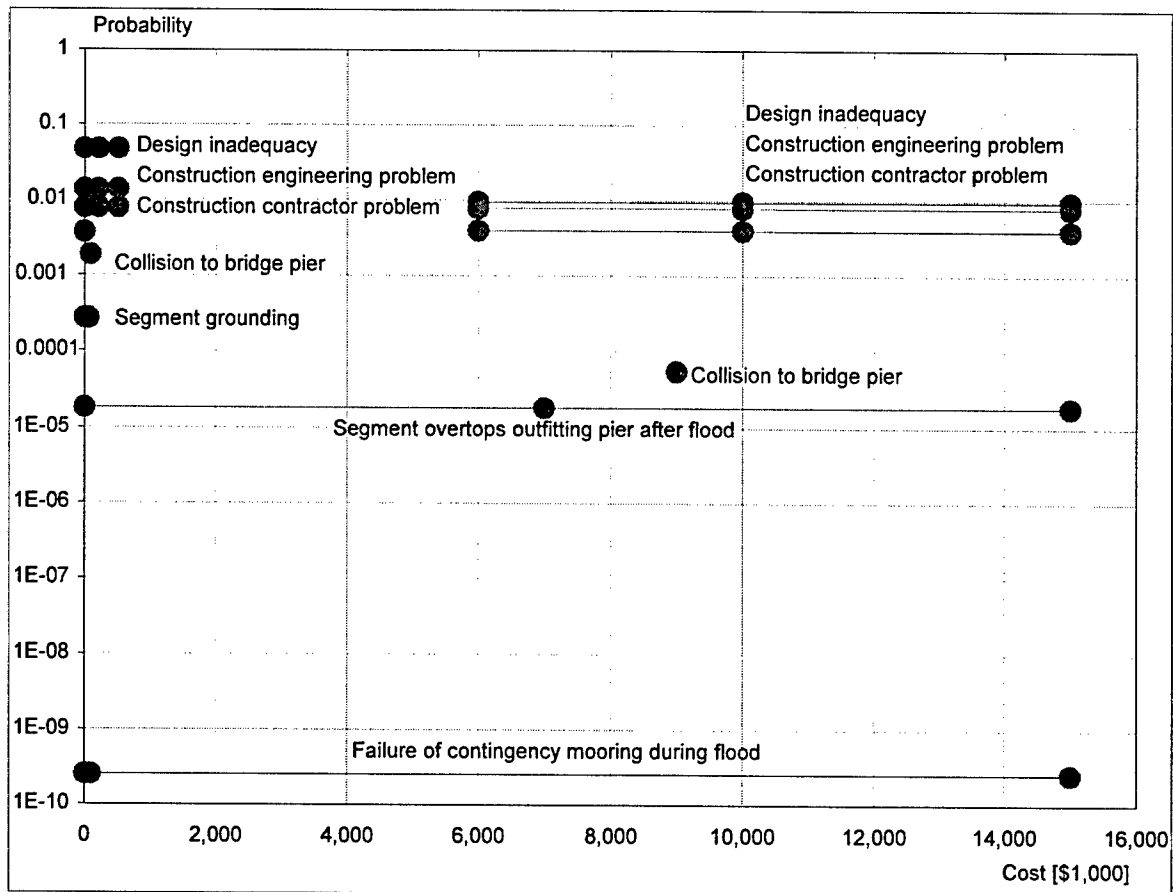 Probability
1
0.1
Design inadequacy
Construction engineering problem
Construction contractor problem
Design inadequacy
Construction engineering problem
0.01
Construction contractor problem
0.001
Collision to bridge pier
Segment grounding
0.0001
Collision to bridge pier
1E-05
Segment overtops outfitting pier after flood
1E-06
1E-07
1E-08
1E-09
Failure of contingency mooring during flood
1E-10
0 2,000 4,000 6,000 8,000 10,000 12,000 14,000 16,000
Cost [$1,000]